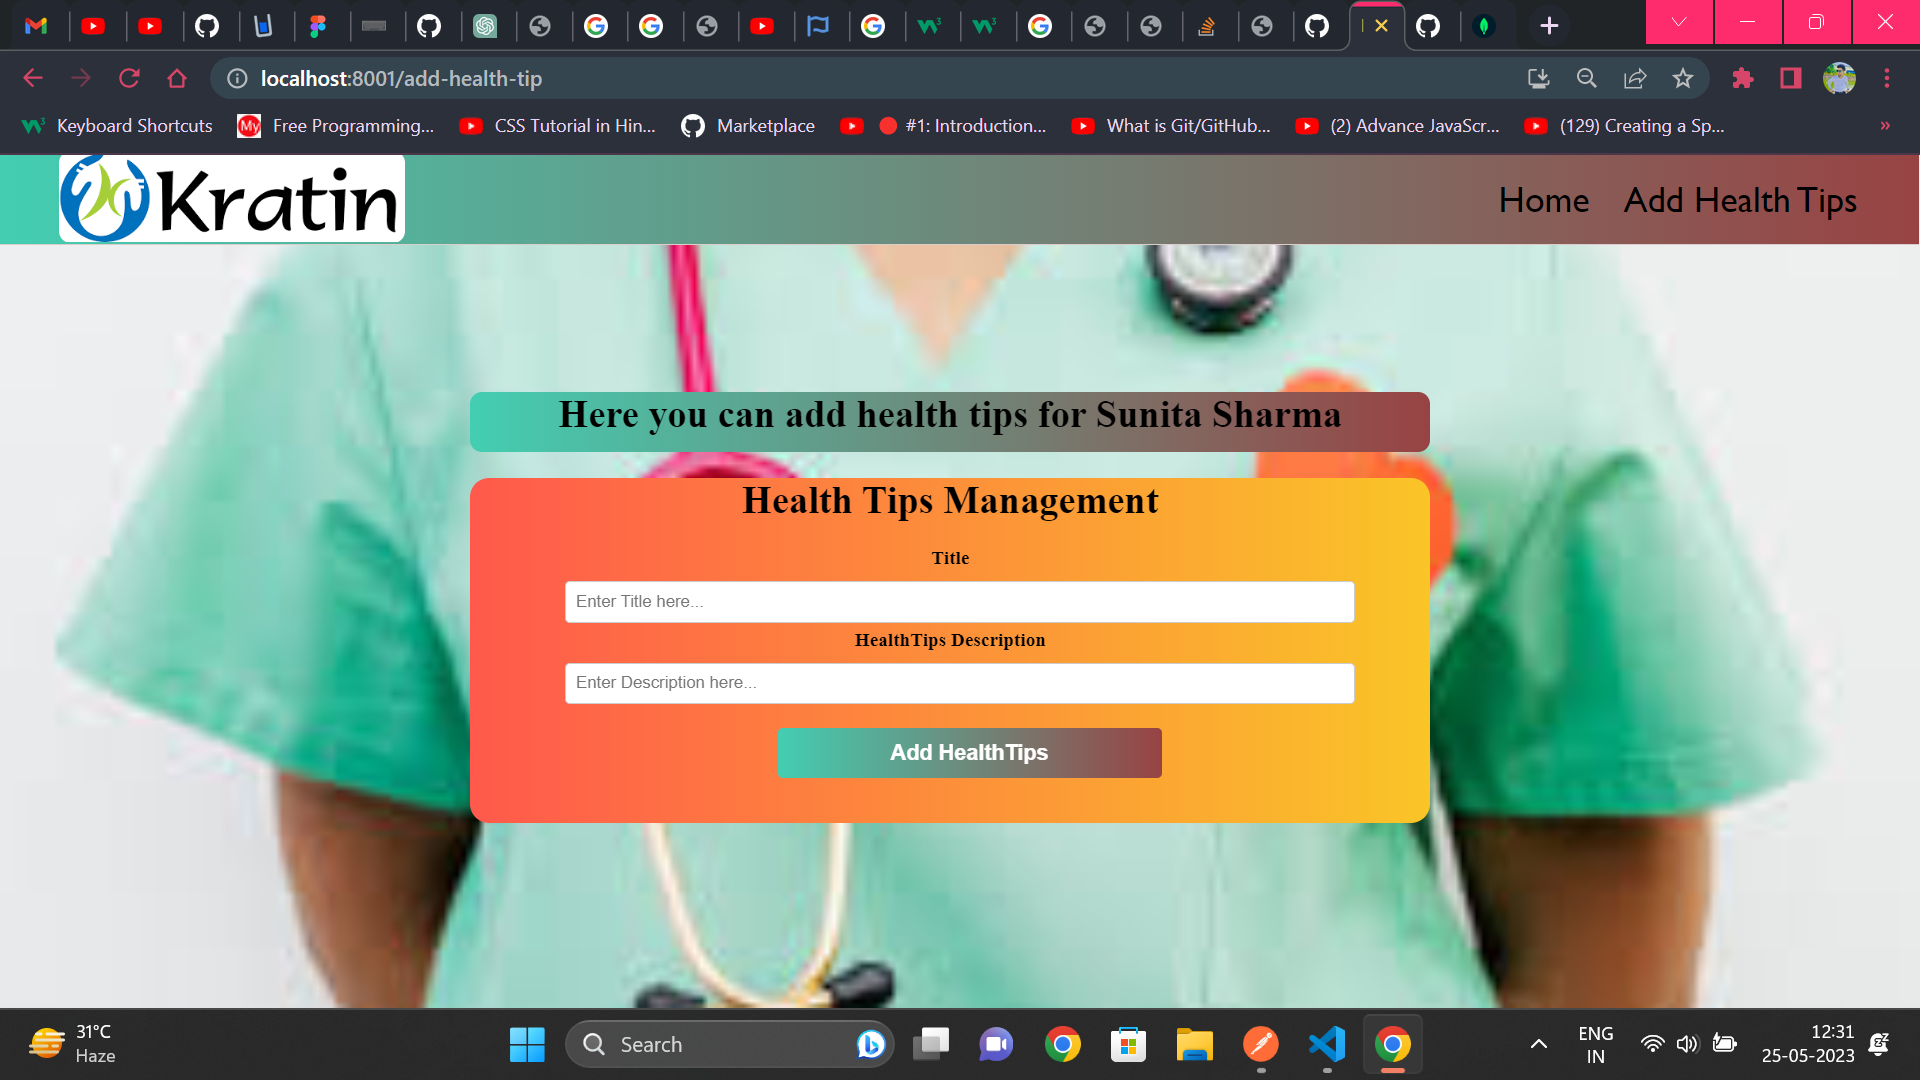 localhost:8001/add-health-tip
Keyboard Shortcuts
Free Programming...
CSS Tutorial in Hin...
Marketplace
#1: Introduction...
What is Git/GitHub...
(2) Advance JavaScr...
(129) Creating a Sp...
Kratin
Home
Add Health Tips
Here you can add health tips for Sunita Sharma
Health Tips Management
Title
Enter Title here...
HealthTips Description
Enter Description here...
Add HealthTips
31°C
Haze
Search
ENG
IN
12:31
25-05-2023